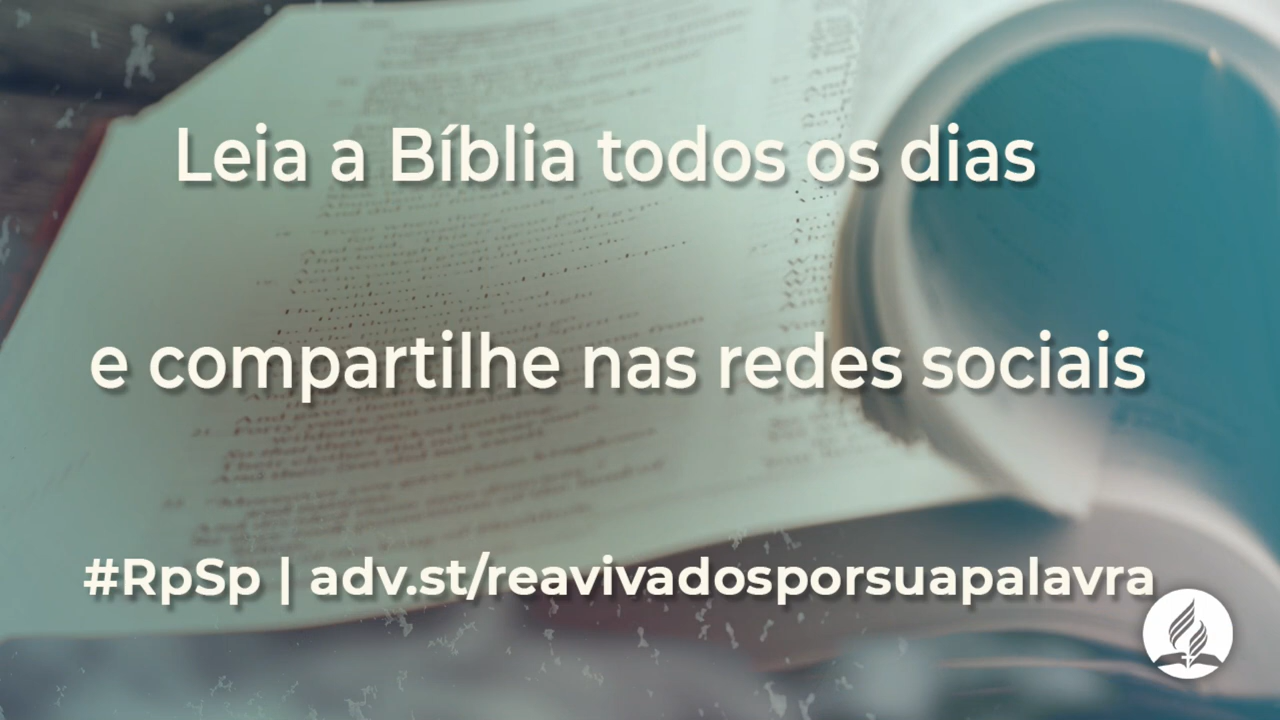 Leia a Bíblia todos os dias
e compartilhe nas redes sociais
#RpSp | adv.st/reavivadosporsuapalavra